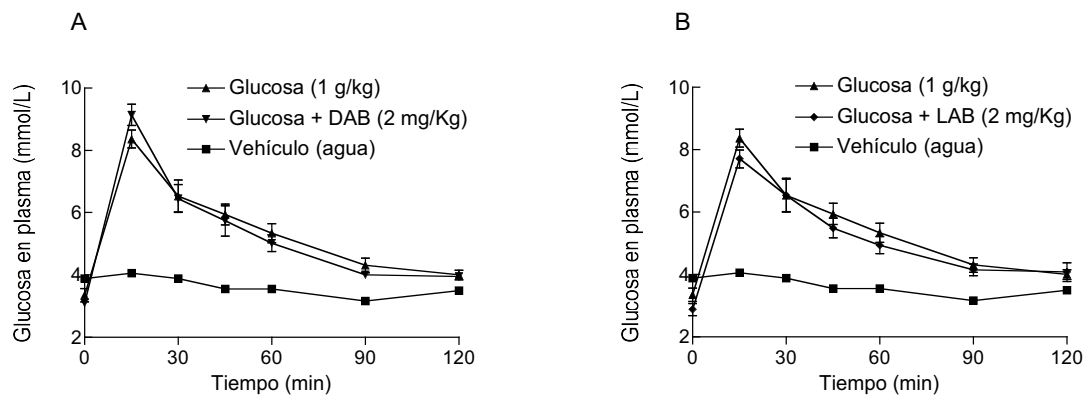 A
Glucosa en plasma (mmol/L)
10
8
6
4
2
Glucosa (1 g/kg)
Glucosa + DAB (2 mg/Kg)
Vehículo (agua)
0 30 60 90 120
Tiempo (min)
B
Glucosa en plasma (mmol/L)
10
8
6
4
2
Glucosa (1 g/kg)
Glucosa + LAB (2 mg/Kg)
Vehículo (agua)
0 30 60 90 120
Tiempo (min)